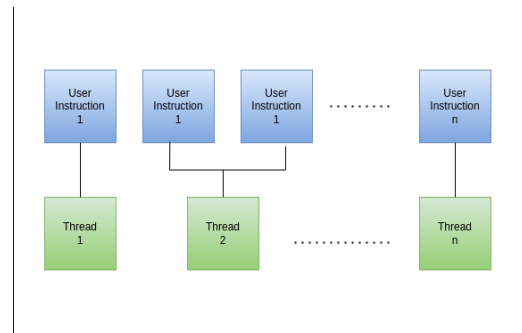 User
Instruction
1
User
Instruction
1
User
Instruction
1
User
Instruction
n
Thread
1
Thread
2
Thread
n